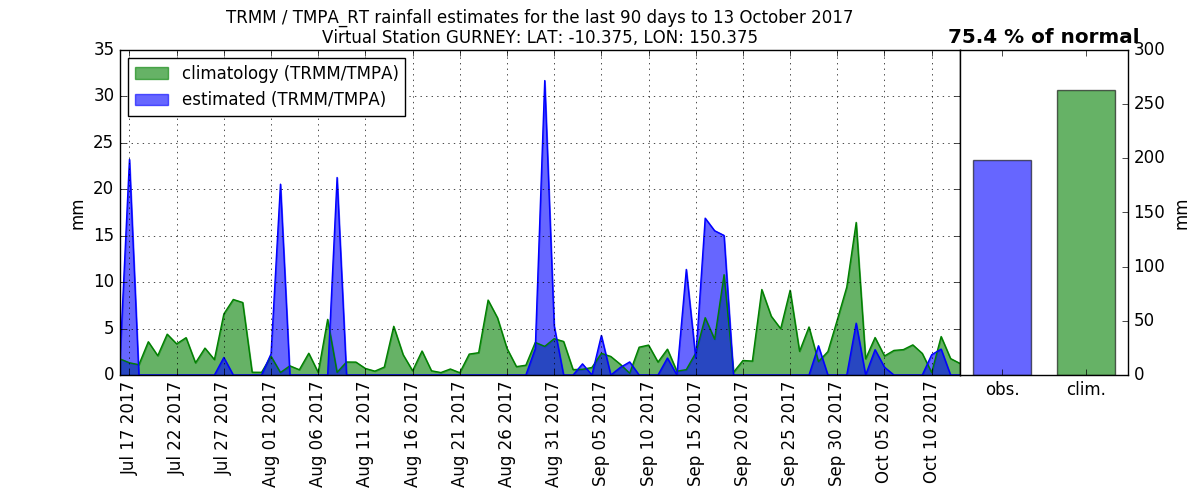 TRMM / TMPA_RT rainfall estimates for the last 90 days to 13 October 2017
Virtual Station GURNEY: LAT: -10.375, LON: 150.375
75.4 % of normal
climatology (TRMM/TMPA)
estimated (TRMM/TMPA)
mm
35
30
25
20
15
10
5
0
Jul 17 2017
Jul 22 2017
Jul 27 2017
Aug 01 2017
Aug 06 2017
Aug 11 2017
Aug 16 2017
Aug 21 2017
Aug 26 2017
Aug 31 2017
Sep 05 2017
Sep 10 2017
Sep 15 2017
Sep 20 2017
Sep 25 2017
Sep 30 2017
Oct 05 2017
Oct 10 2017
300
250
200
150
100
50
0
mm
obs.
clim.